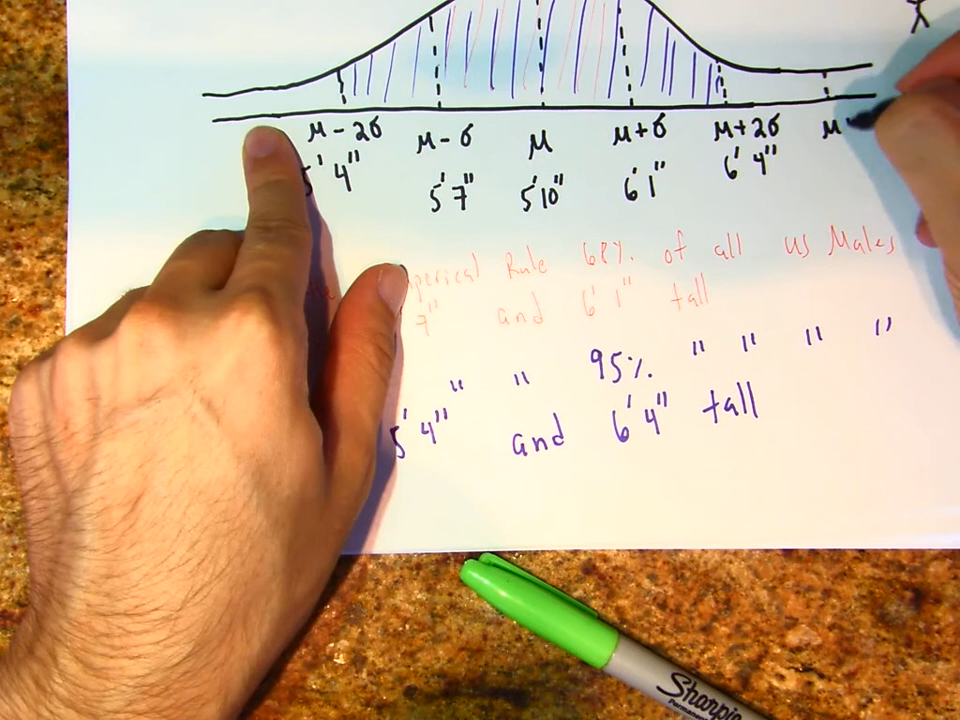 μ - 2σ μ - σ μ μ + σ μ + 2σ μ
5' 4" 5' 7" 5' 10" 6' 1" 6' 4"
Rule 68% of all US Males
7" and 6' 1" tall
" " 95% " " " "
5' 4" and 6' 4" tall
Sharpie